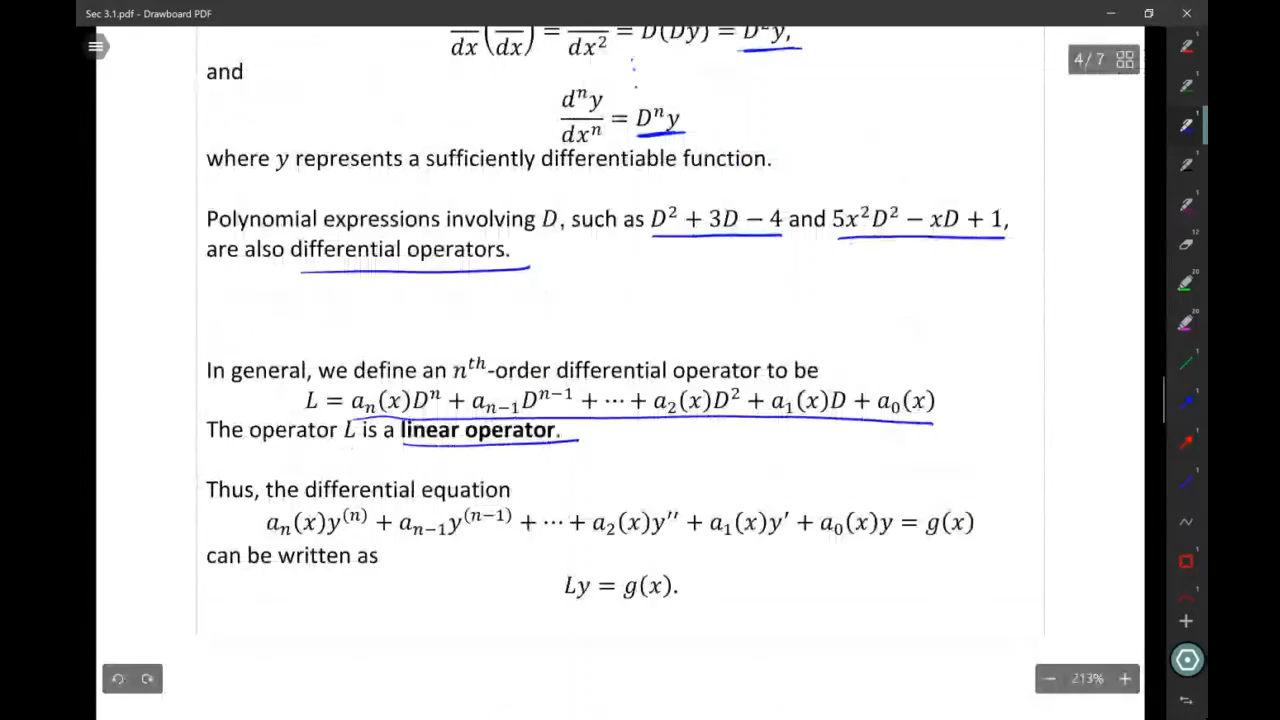 Sec 3.1.pdf - Drawboard PDF
d/dx (dy/dx) = d²y/dx² = D(Dy) = D²y,
4 / 7
and
dⁿy/dxⁿ = Dⁿy
where y represents a sufficiently differentiable function.
Polynomial expressions involving D, such as D² + 3D − 4 and 5x²D² − xD + 1,
are also differential operators.
In general, we define an nᵗʰ-order differential operator to be
L = aₙ(x)Dⁿ + aₙ₋₁Dⁿ⁻¹ + ⋯ + a₂(x)D² + a₁(x)D + a₀(x)
The operator L is a linear operator.
Thus, the differential equation
aₙ(x)y⁽ⁿ⁾ + aₙ₋₁y⁽ⁿ⁻¹⁾ + ⋯ + a₂(x)y′′ + a₁(x)y′ + a₀(x)y = g(x)
can be written as
Ly = g(x).
213%